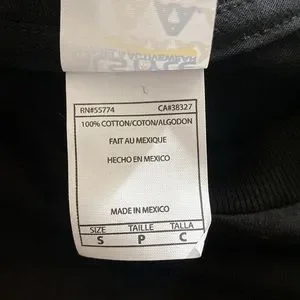 RN#55774 CA#38327
100% COTTON/COTON/ALGODON
FAIT AU MEXIQUE
HECHO EN MEXICO
MADE IN MEXICO
SIZE TAILLE TALLA
S P C